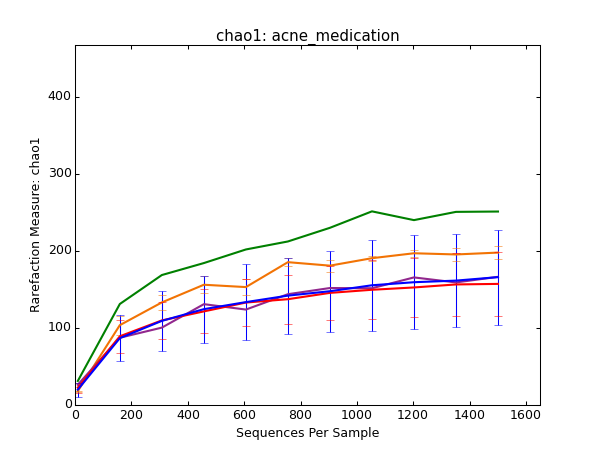 chao1: acne_medication
Rarefaction Measure: chao1
400
300
200
100
0
0 200 400 600 800 1000 1200 1400 1600
Sequences Per Sample